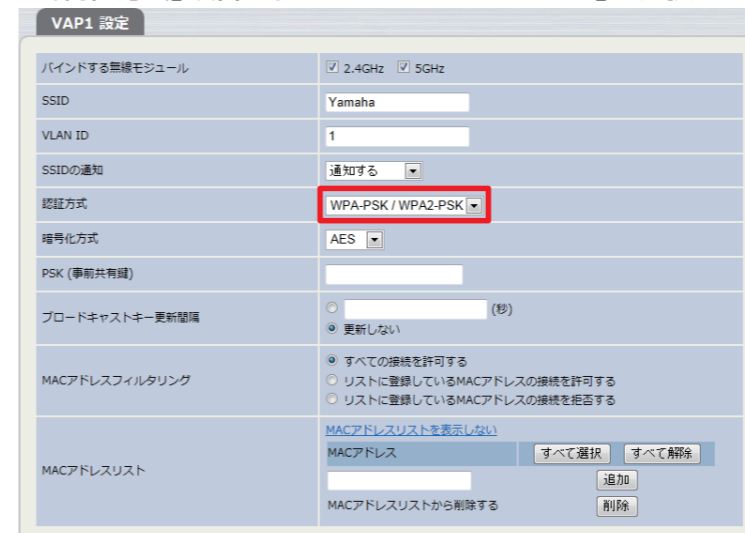 VAP1 設定
バインドする無線モジュール
2.4GHz 5GHz
SSID
Yamaha
VLAN ID
1
SSIDの通知
通知する
認証方式
WPA-PSK / WPA2-PSK
暗号化方式
AES
PSK (事前共有鍵)
ブロードキャストキー更新間隔
(秒)
更新しない
MACアドレスフィルタリング
すべての接続を許可する
リストに登録しているMACアドレスの接続を許可する
リストに登録しているMACアドレスの接続を拒否する
MACアドレスリスト
MACアドレスリストを表示しない
MACアドレス すべて選択 すべて解除
追加
MACアドレスリストから削除する 削除